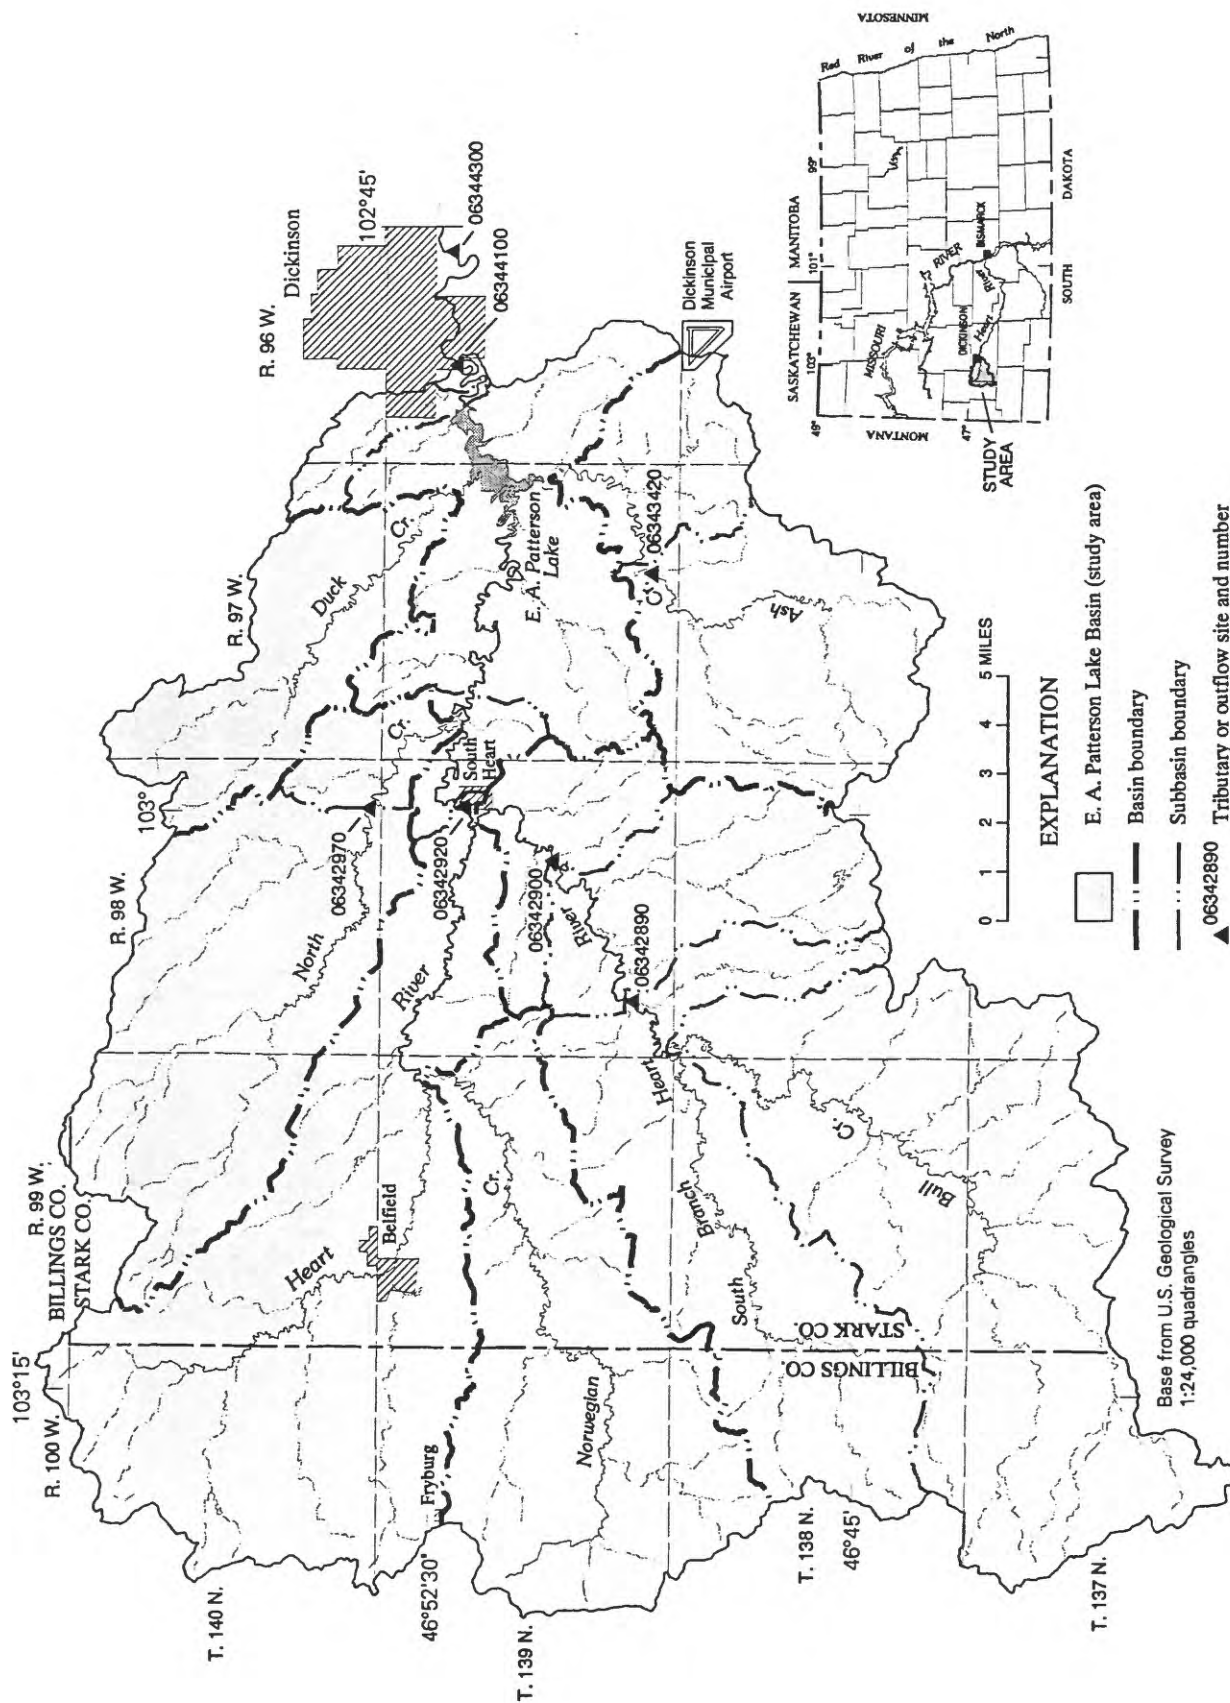 R. 96 W.
Dickinson
102°45'
06344300
06344100
Dickinson
Municipal
Airport
R. 97 W.
Duck
Cr.
E. A. Patterson
Lake
06343420
Cr.
Ash
103°
R. 98 W.
Cr.
South
Heart
06342970
06342920
06342900
06342890
North
River
River
Heart
R. 99 W.
BILLINGS CO.
STARK CO.
Belfield
Heart
Cr.
Branch
South
Cr.
Bull
STARK CO.
BILLINGS CO.
103°15'
R. 100 W.
Fryburg
Norwegian
T. 140 N.
46°52'30"
T. 139 N.
T. 138 N.
46°45'
T. 137 N.
Base from U.S. Geological Survey
1:24,000 quadrangles
0 1 2 3 4 5 MILES
EXPLANATION
E. A. Patterson Lake Basin (study area)
Basin boundary
Subbasin boundary
06342890 Tributary or outflow site and number
SASKATCHEWAN
MANITOBA
103°
101°
99°
49°
47°
MONTANA
MINNESOTA
Red River of the North
MISSOURI
RIVER
DICKINSON
Heart
River
BISMARCK
SOUTH
DAKOTA
STUDY
AREA